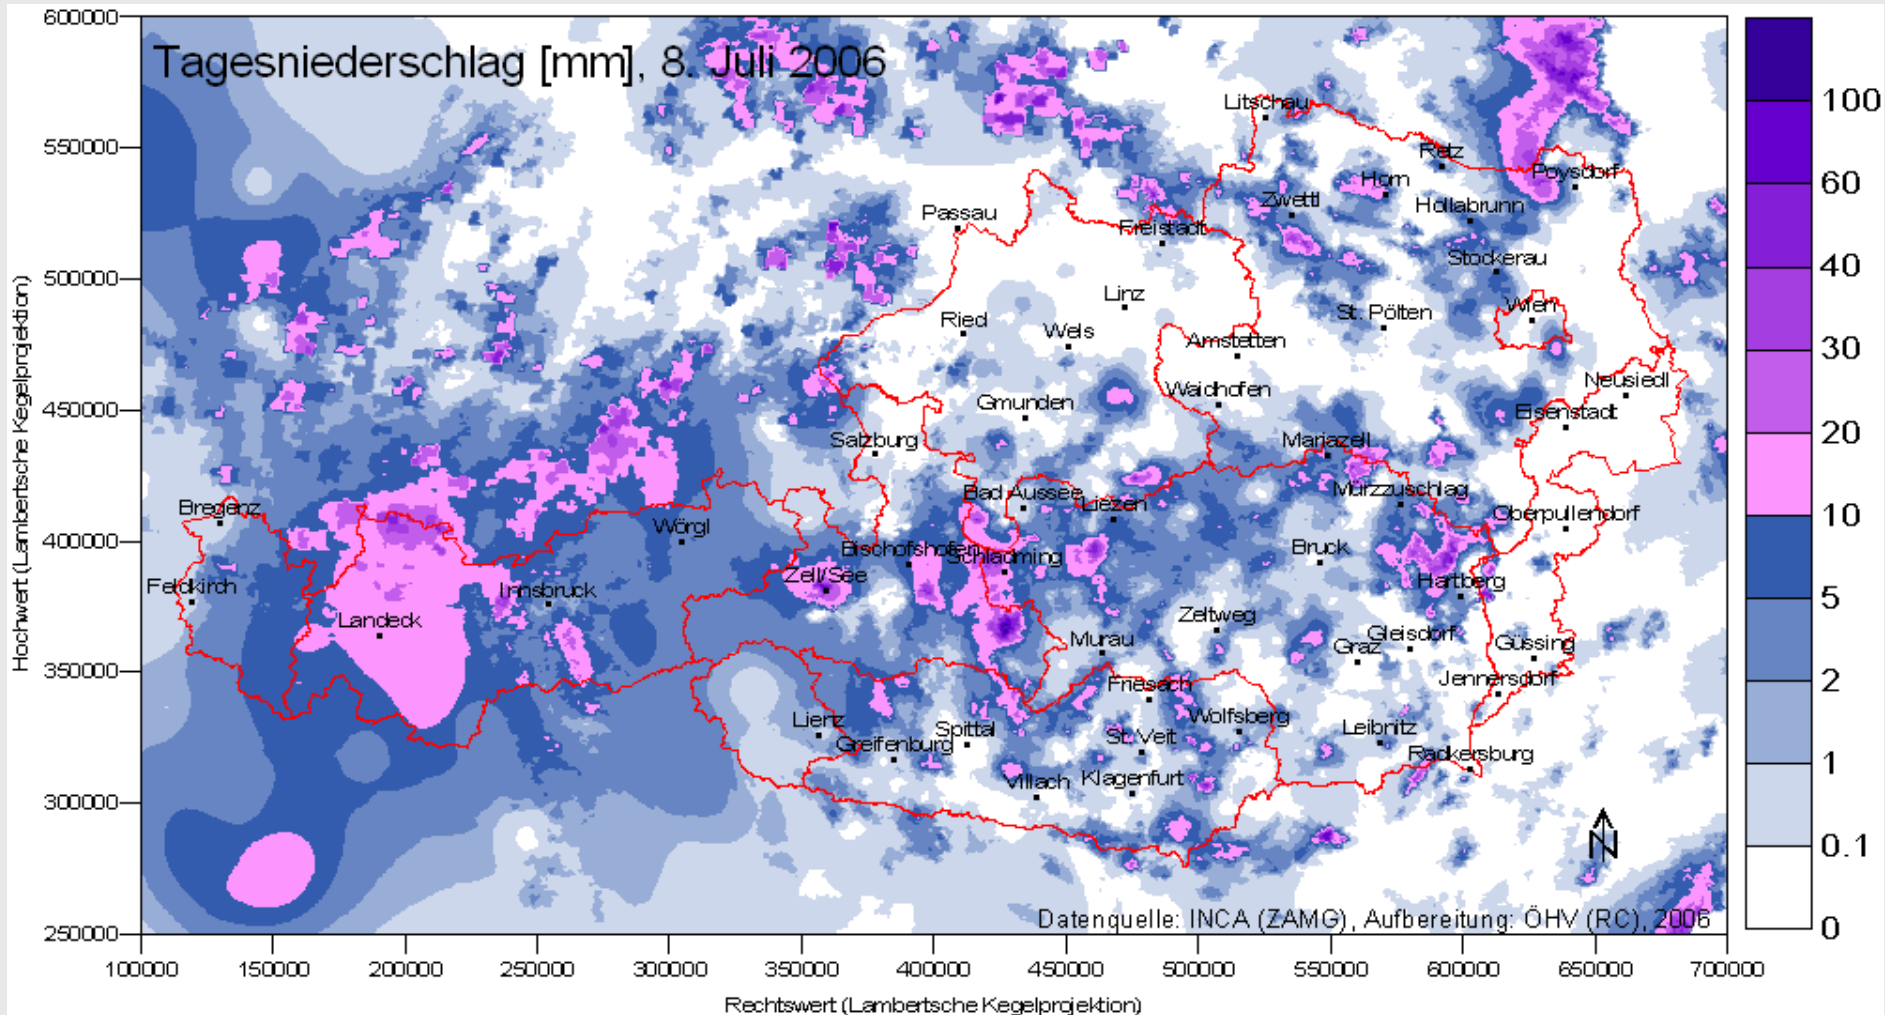 Tagesniederschlag [mm], 8. Juli 2006
600000
550000
500000
450000
400000
350000
300000
250000
Hochwert (Lambertsche Kegelprojektion)
Litschau
Retz
Poysdorf
Horn
Zwettl
Hollabrunn
Passau
Freistadt
Stockerau
Linz
Wien
St. Pölten
Ried
Wels
Amstetten
Neusiedl
Waidhofen
Gmunden
Eisenstadt
Salzburg
Mariazell
Bad Aussee
Mürzzuschlag
Liezen
Bregenz
Oberpullendorf
Wörgl
Bischofshofen
Bruck
Schladming
Zell/See
Hartberg
Feldkirch
Innsbruck
Landeck
Zeltweg
Murau
Gleisdorf
Graz
Güssing
Friesach
Jennersdorf
Lienz
Wolfsberg
Spittal
Leibnitz
Greifenburg
St. Veit
Radkersburg
Villach
Klagenfurt
N
Datenquelle: INCA (ZAMG), Aufbereitung: ÖHV (RC), 2006
100000 150000 200000 250000 300000 350000 400000 450000 500000 550000 600000 650000 700000
Rechtswert (Lambertsche Kegelprojektion)
100
60
40
30
20
10
5
2
1
0.1
0